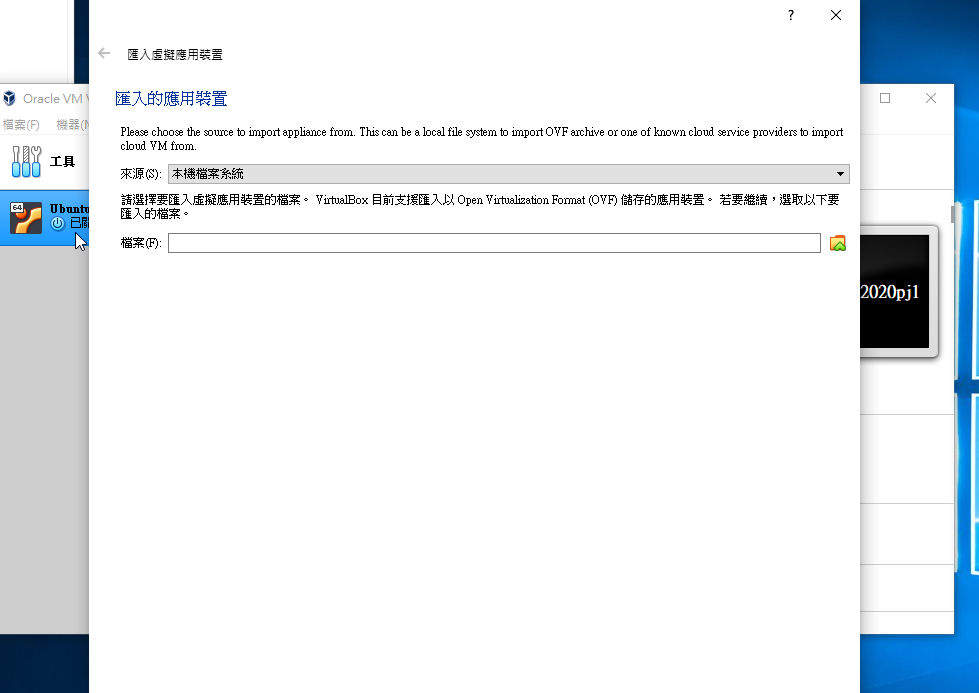 ?
匯入虛擬應用裝置
匯入的應用裝置
Oracle VM
檔案(F) 機器(M
Please choose the source to import appliance from. This can be a local file system to import OVF archive or one of known cloud service providers to import
cloud VM from.
工具
來源(S): 本機檔案系統
請選擇要匯入虛擬應用裝置的檔案。 VirtualBox 目前支援匯入以 Open Virtualization Format (OVF) 儲存的應用裝置。 若要繼續，選取以下要
匯入的檔案。
64
Ubuntu
已關
檔案(F):
2020pj1